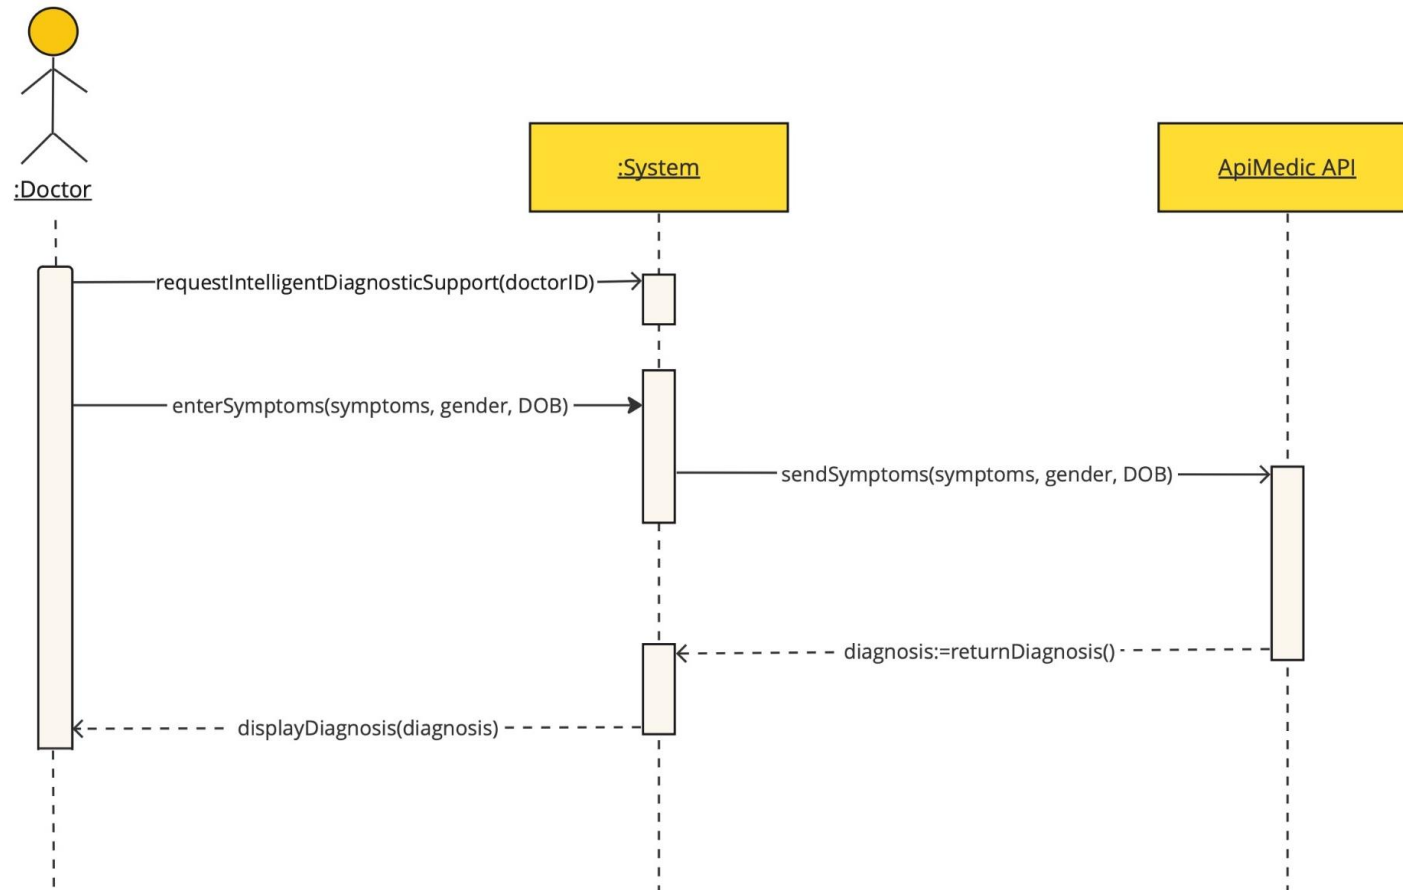 :Doctor
:System
ApiMedic API
requestIntelligentDiagnosticSupport(doctorID)
enterSymptoms(symptoms, gender, DOB)
sendSymptoms(symptoms, gender, DOB)
diagnosis:=returnDiagnosis()
displayDiagnosis(diagnosis)